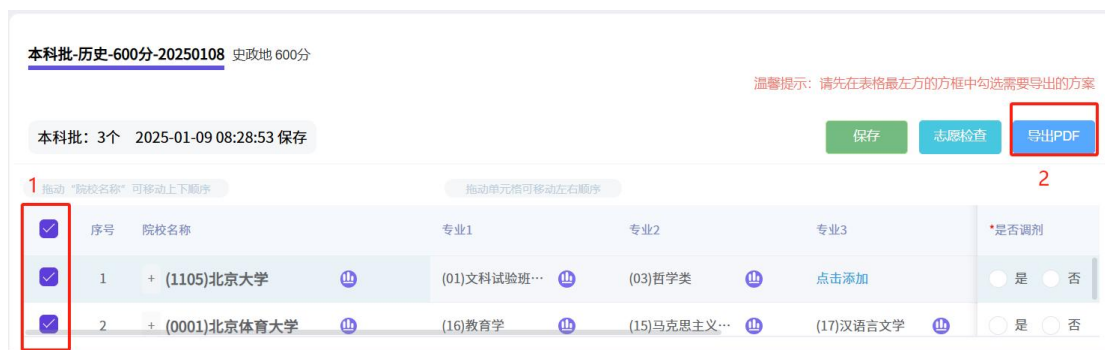 本科批-历史-600分-20250108 史政地 600分
温馨提示：请先在表格最左方的方框中勾选需要导出的方案
本科批：3个 2025-01-09 08:28:53 保存 保存 志愿检查 导出PDF
1 拖动 "院校名称" 可移动上下顺序 拖动单元格可移动左右顺序 2
序号 院校名称 专业1 专业2 专业3 *是否调剂
1 + (1105)北京大学 (01)文科试验班… (03)哲学类 点击添加 是 否
2 + (0001)北京体育大学 (16)教育学 (15)马克思主义… (17)汉语言文学 是 否